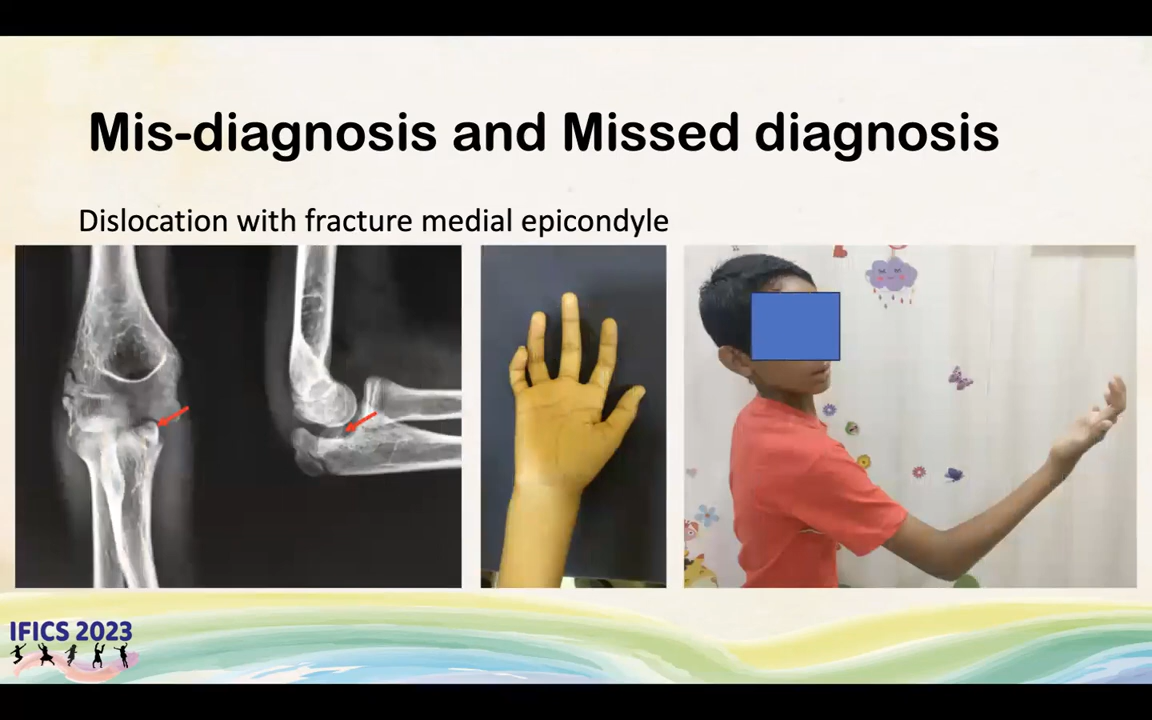 Mis-diagnosis and Missed diagnosis
Dislocation with fracture medial epicondyle
IFICS 2023